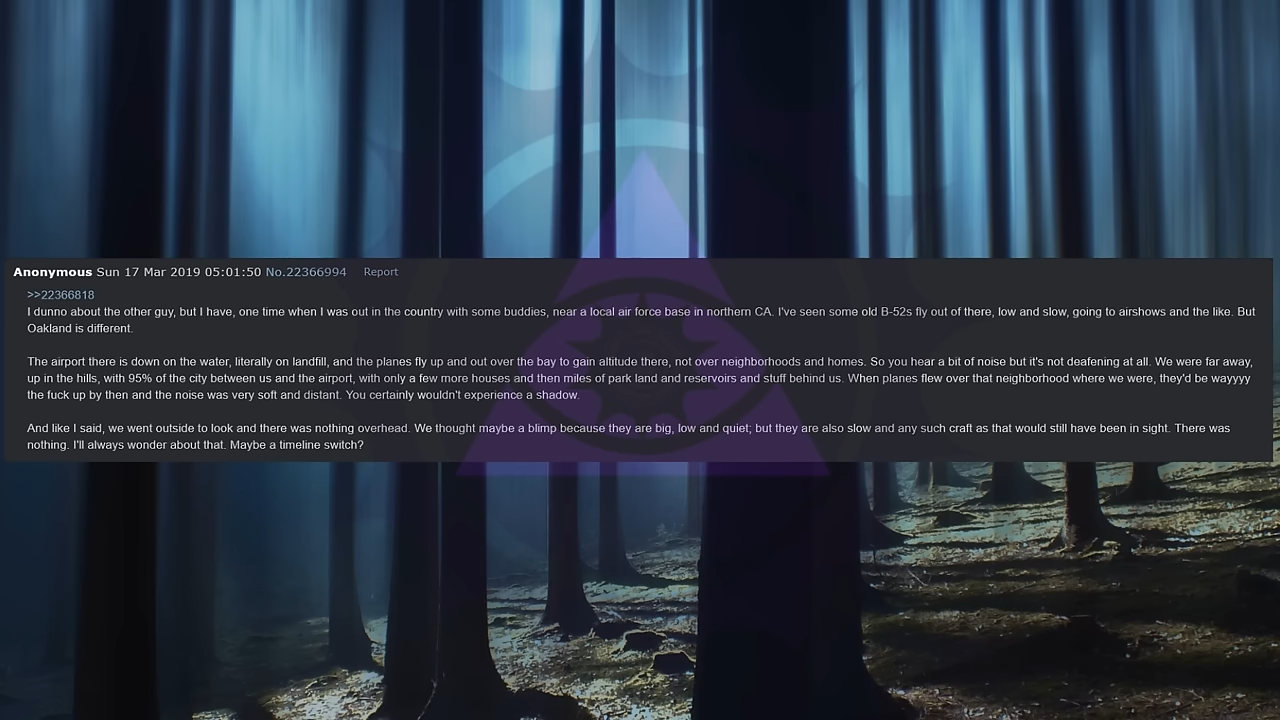 Anonymous Sun 17 Mar 2019 05:01:50 No.22366994 Report
>>22366818
I dunno about the other guy, but I have, one time when I was out in the country with some buddies, near a local air force base in northern CA. I've seen some old B-52s fly out of there, low and slow, going to airshows and the like. But
Oakland is different.
The airport there is down on the water, literally on landfill, and the planes fly up and out over the bay to gain altitude there, not over neighborhoods and homes. So you hear a bit of noise but it's not deafening at all. We were far away,
up in the hills, with 95% of the city between us and the airport, with only a few more houses and then miles of park land and reservoirs and stuff behind us. When planes flew over that neighborhood where we were, they'd be wayyyy
the fuck up by then and the noise was very soft and distant. You certainly wouldn't experience a shadow.
And like I said, we went outside to look and there was nothing overhead. We thought maybe a blimp because they are big, low and quiet; but they are also slow and any such craft as that would still have been in sight. There was
nothing. I'll always wonder about that. Maybe a timeline switch?